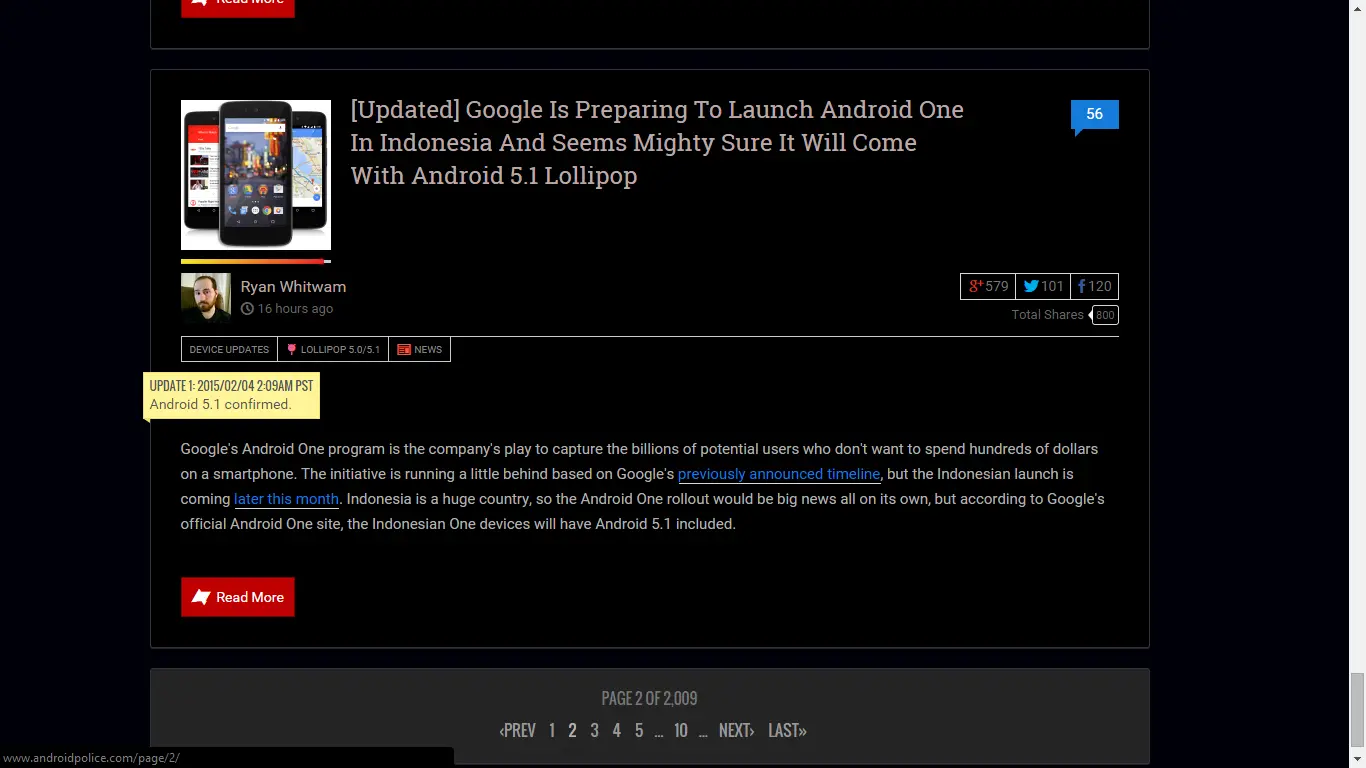 Read More
[Updated] Google Is Preparing To Launch Android One
In Indonesia And Seems Mighty Sure It Will Come
With Android 5.1 Lollipop
56
Ryan Whitwam
16 hours ago
g+ 579 101 f 120
Total Shares 800
DEVICE UPDATES LOLLIPOP 5.0/5.1 NEWS
UPDATE 1: 2015/02/04 2:09AM PST
Android 5.1 confirmed.
Google's Android One program is the company's play to capture the billions of potential users who don't want to spend hundreds of dollars
on a smartphone. The initiative is running a little behind based on Google's previously announced timeline, but the Indonesian launch is
coming later this month. Indonesia is a huge country, so the Android One rollout would be big news all on its own, but according to Google's
official Android One site, the Indonesian One devices will have Android 5.1 included.
Read More
PAGE 2 OF 2,009
‹PREV 1 2 3 4 5 ... 10 ... NEXT› LAST»
www.androidpolice.com/page/2/